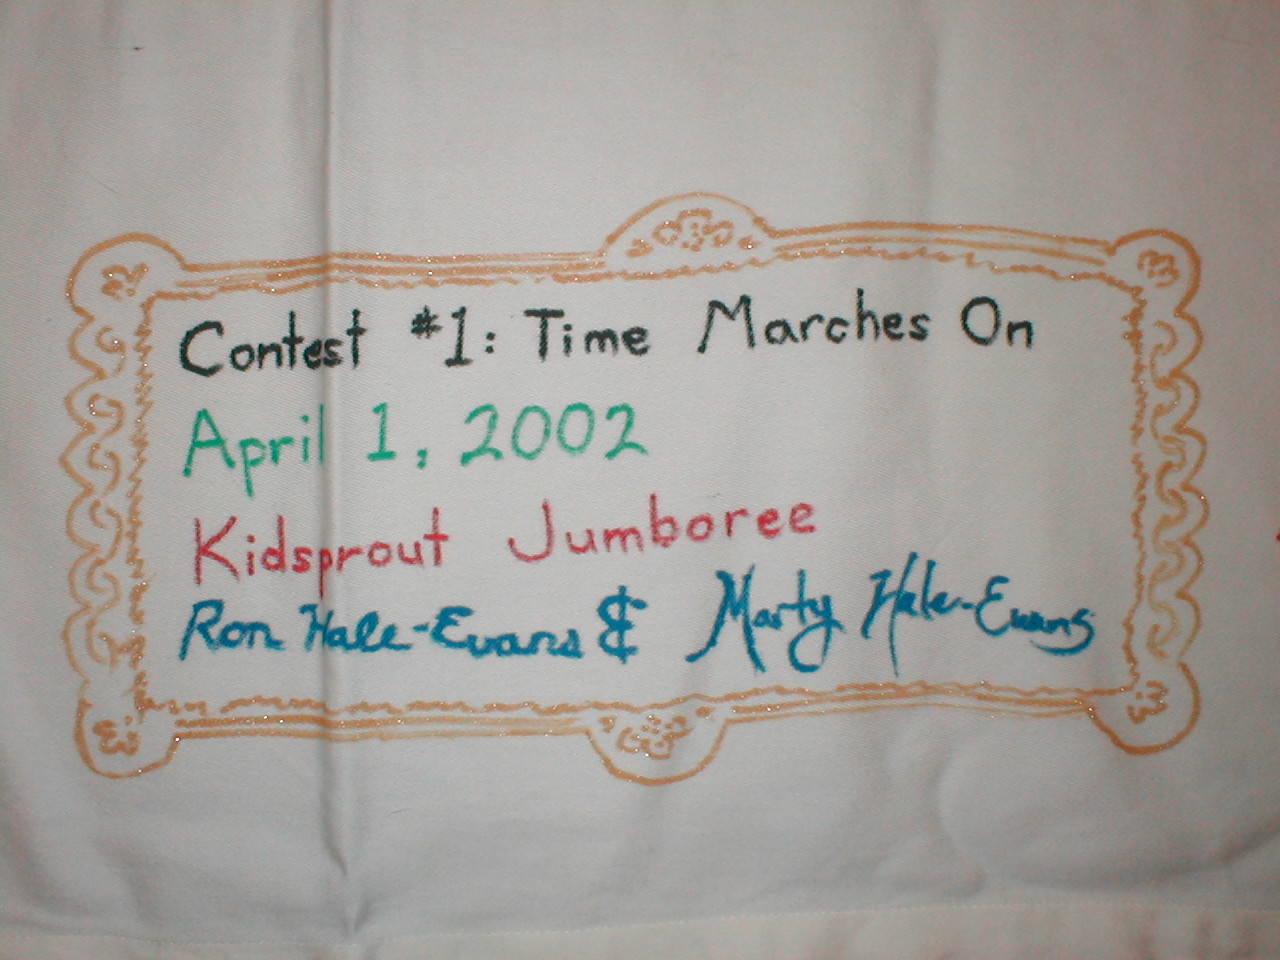 Contest #1: Time Marches On
April 1, 2002
Kidsprout Jumboree
Ron Hale-Evans & Marty Hale-Evans